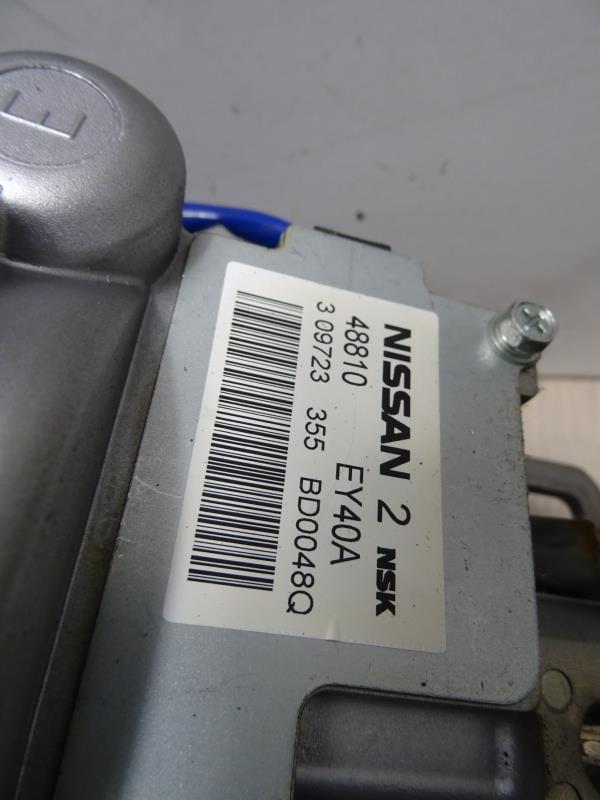 E
NISSAN 2 NSK
48810 EY40A
3 09723 355 BD0048Q